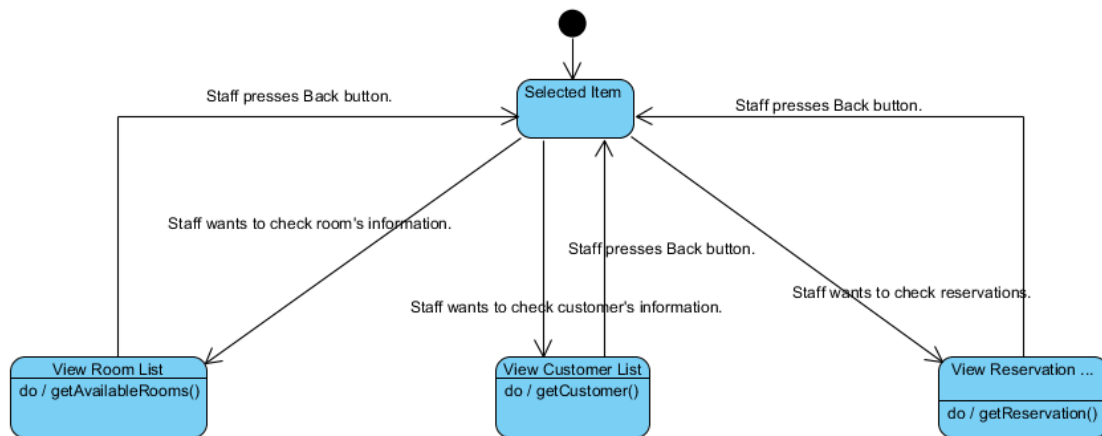 Selected Item
Staff presses Back button.
Staff presses Back button.
Staff wants to check room's information.
Staff presses Back button.
Staff wants to check reservations.
Staff wants to check customer's information.
View Room List
do / getAvailableRooms()
View Customer List
do / getCustomer()
View Reservation ...
do / getReservation()